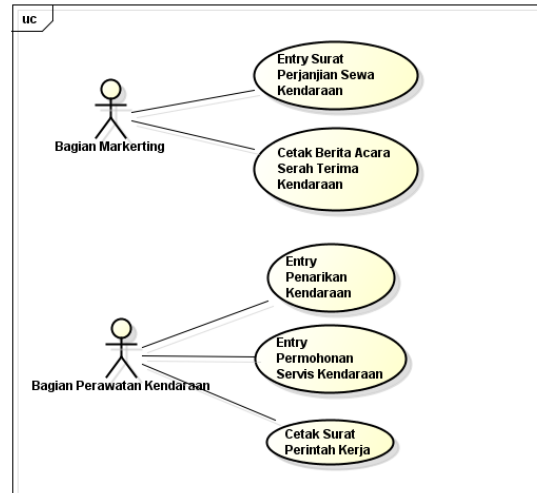 uc
Entry Surat
Perjanjian Sewa
Kendaraan
Bagian Markerting
Cetak Berita Acara
Serah Terima
Kendaraan
Entry
Penarikan
Kendaraan
Bagian Perawatan Kendaraan
Entry
Permohonan
Servis Kendaraan
Cetak Surat
Perintah Kerja